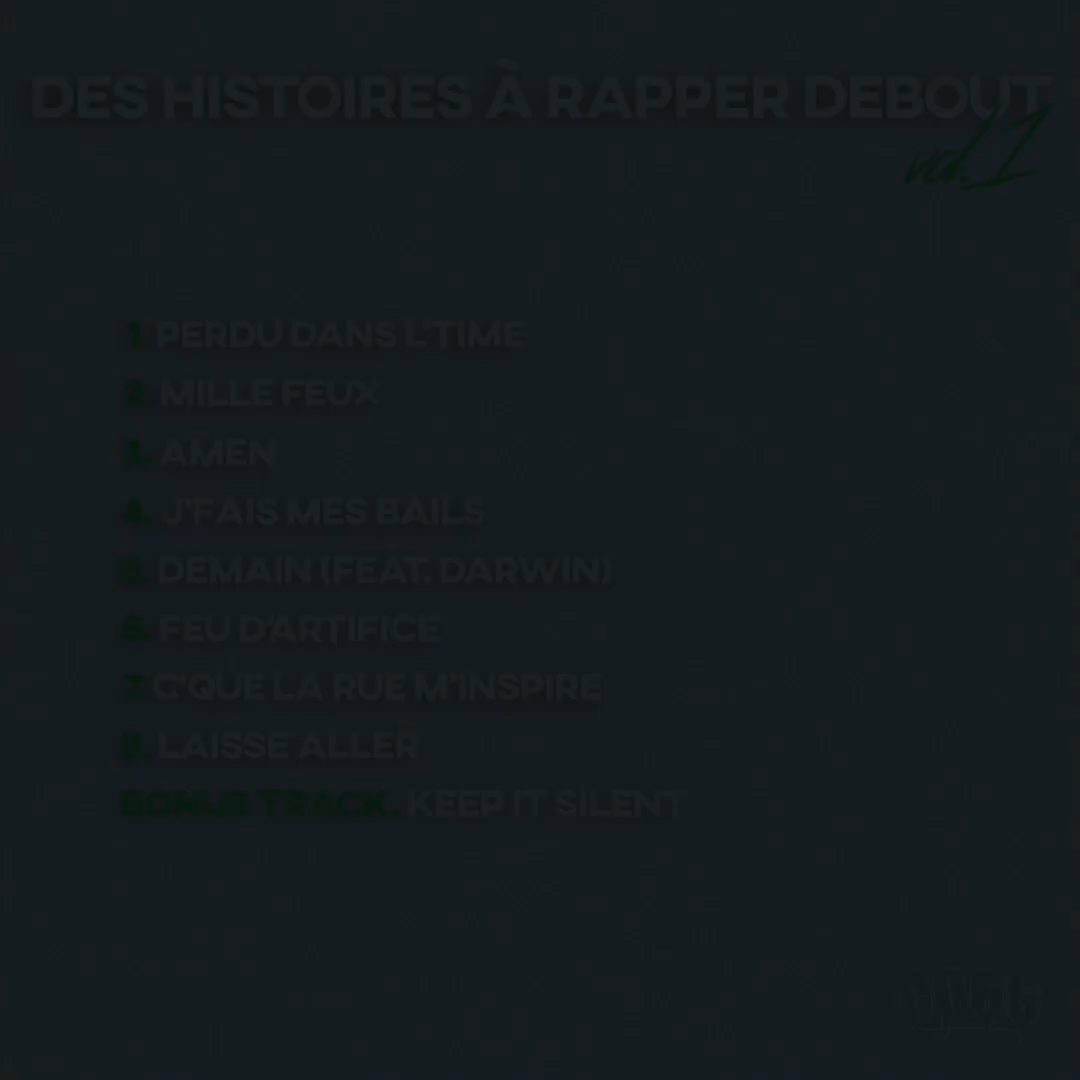 DES HISTOIRES À RAPPER DEBOUT
vol.1
1. PERDU DANS L'TIME
2. MILLE FEUX
3. AMEN
4. J'FAIS MES BAILS
5. DEMAIN (FEAT. DARWIN)
6. FEU D'ARTIFICE
7. C'QUE LA RUE M'INSPIRE
8. LAISSE ALLER
BONUS TRACK. KEEP IT SILENT